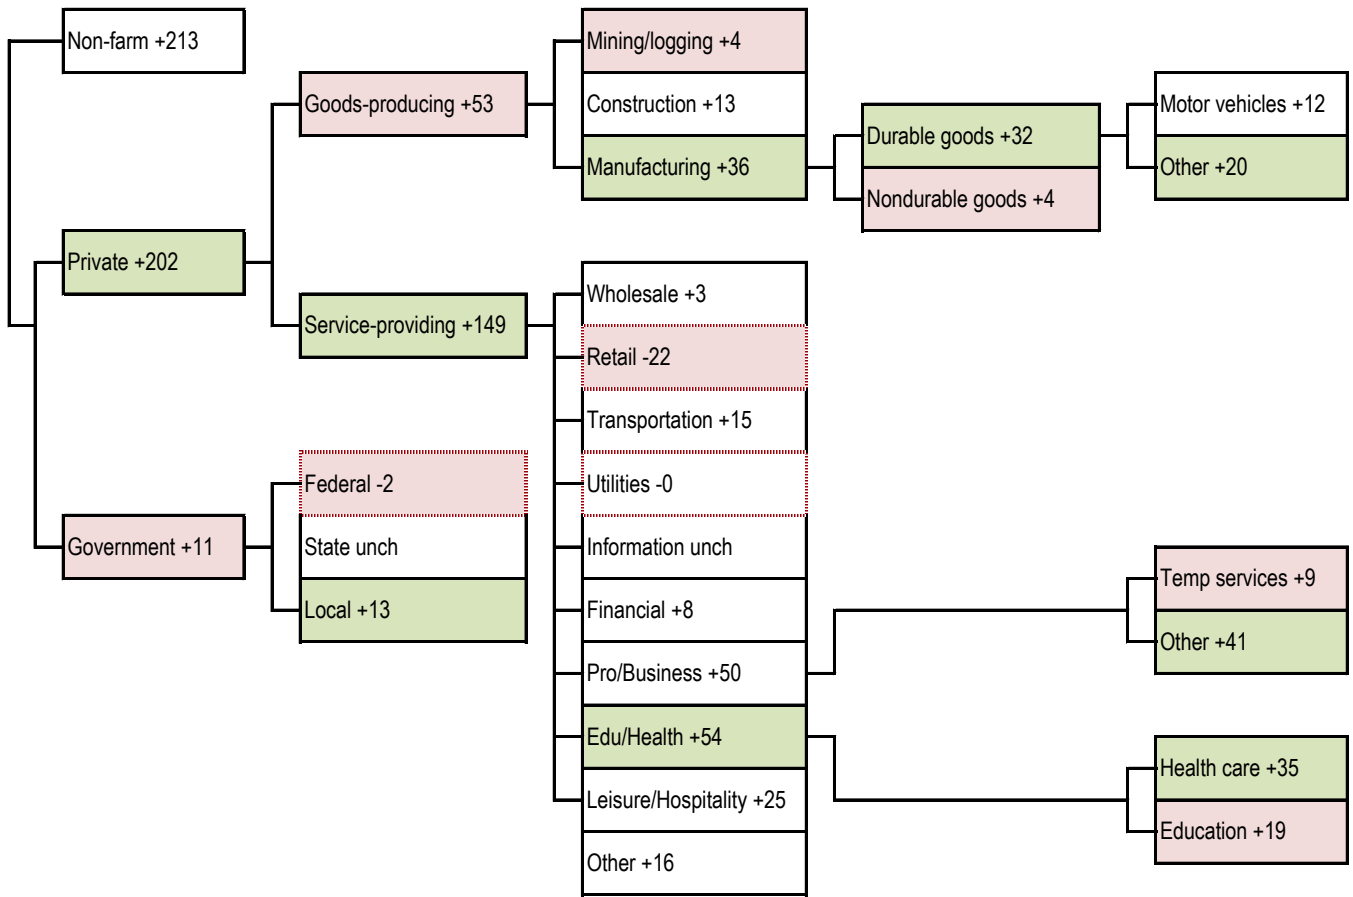 Non-farm +213
Private +202
Government +11
Goods-producing +53
Service-providing +149
Federal -2
State unch
Local +13
Mining/logging +4
Construction +13
Manufacturing +36
Wholesale +3
Retail -22
Transportation +15
Utilities -0
Information unch
Financial +8
Pro/Business +50
Edu/Health +54
Leisure/Hospitality +25
Other +16
Durable goods +32
Nondurable goods +4
Motor vehicles +12
Other +20
Temp services +9
Other +41
Health care +35
Education +19